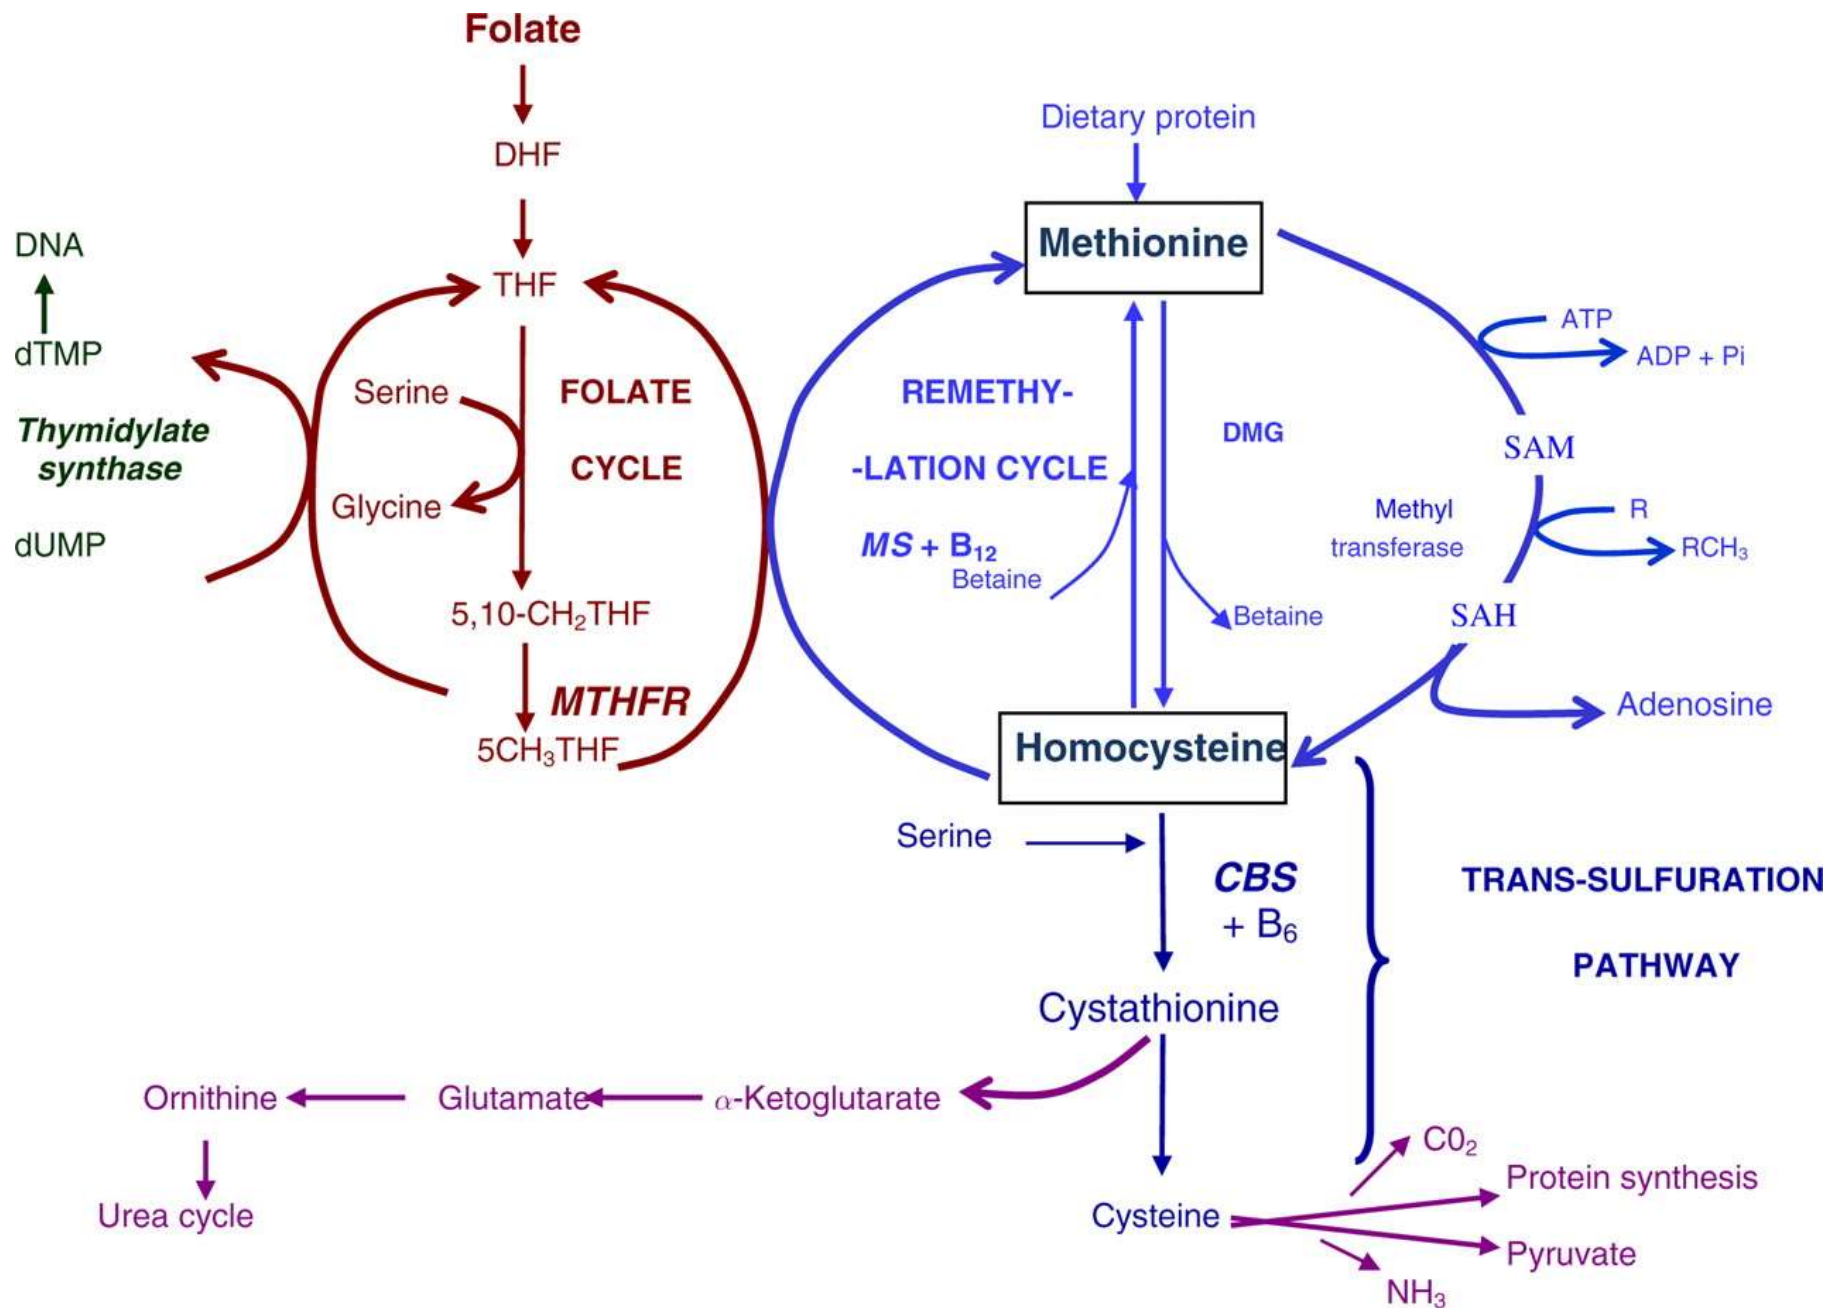 Folate
DHF
THF
Serine
Glycine
FOLATE
CYCLE
5,10-CH₂THF
MTHFR
5CH₃THF
DNA
dTMP
Thymidylate
synthase
dUMP
Dietary protein
Methionine
REMETHY-
-LATION CYCLE
MS + B₁₂
Betaine
DMG
Betaine
ATP
ADP + Pi
SAM
Methyl
transferase
R
RCH₃
SAH
Adenosine
Homocysteine
Serine
CBS
+ B₆
TRANS-SULFURATION
PATHWAY
Cystathionine
Ornithine
Glutamate
α-Ketoglutarate
Urea cycle
Cysteine
C0₂
Protein synthesis
Pyruvate
NH₃